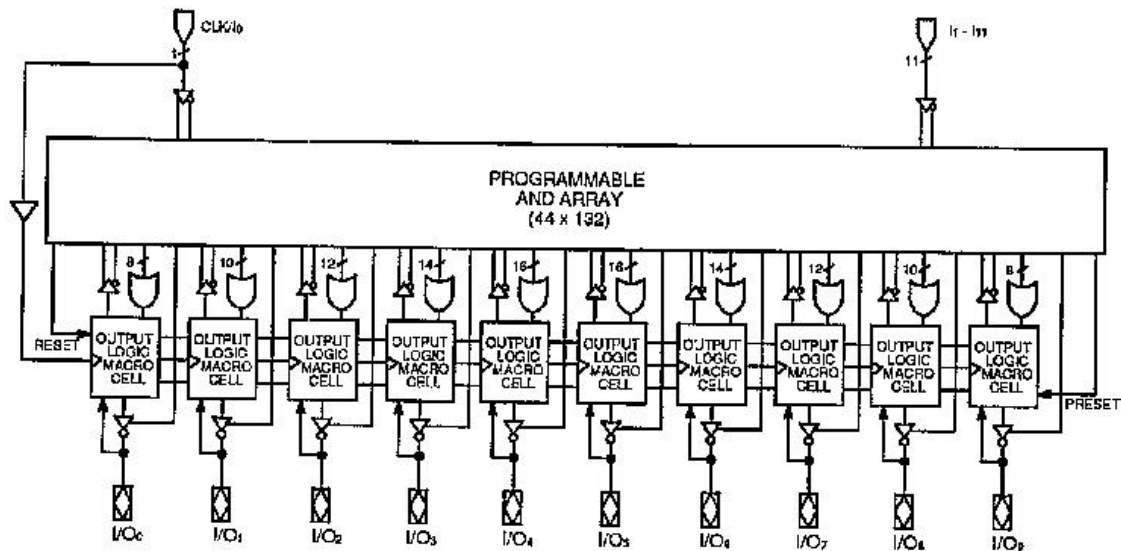 CLK/I₀
I₁ - I₁₁
1
11
PROGRAMMABLE
AND ARRAY
(44 x 132)
8
10
12
14
16
16
14
12
10
8
RESET
OUTPUT
LOGIC
MACRO
CELL
OUTPUT
LOGIC
MACRO
CELL
OUTPUT
LOGIC
MACRO
CELL
OUTPUT
LOGIC
MACRO
CELL
OUTPUT
LOGIC
MACRO
CELL
OUTPUT
LOGIC
MACRO
CELL
OUTPUT
LOGIC
MACRO
CELL
OUTPUT
LOGIC
MACRO
CELL
OUTPUT
LOGIC
MACRO
CELL
OUTPUT
LOGIC
MACRO
CELL
PRESET
I/O₀
I/O₁
I/O₂
I/O₃
I/O₄
I/O₅
I/O₆
I/O₇
I/O₈
I/O₉